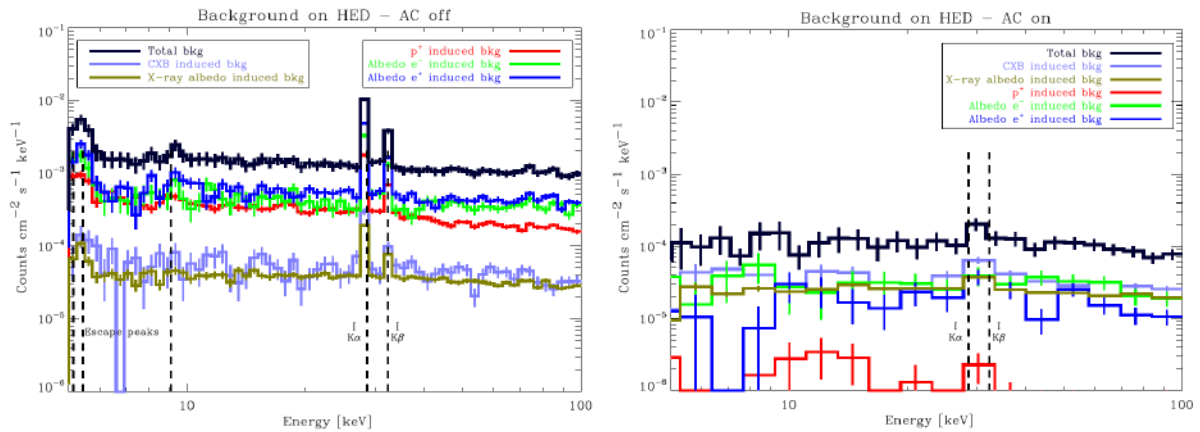 Background on HED – AC off
Total bkg
CXB induced bkg
X-ray albedo induced bkg
p+ induced bkg
Albedo e- induced bkg
Albedo e+ induced bkg
10-1
10-2
10-3
10-4
10-5
10-6
Counts cm-2 s-1 keV-1
Escape peaks
I
Kα
I
Kβ
10
100
Energy [keV]
Background on HED – AC on
Total bkg
CXB induced bkg
X-ray albedo induced bkg
p+ induced bkg
Albedo e- induced bkg
Albedo e+ induced bkg
10-1
10-2
10-3
10-4
10-5
10-6
Counts cm-2 s-1 keV-1
I
Kα
I
Kβ
10
100
Energy [keV]